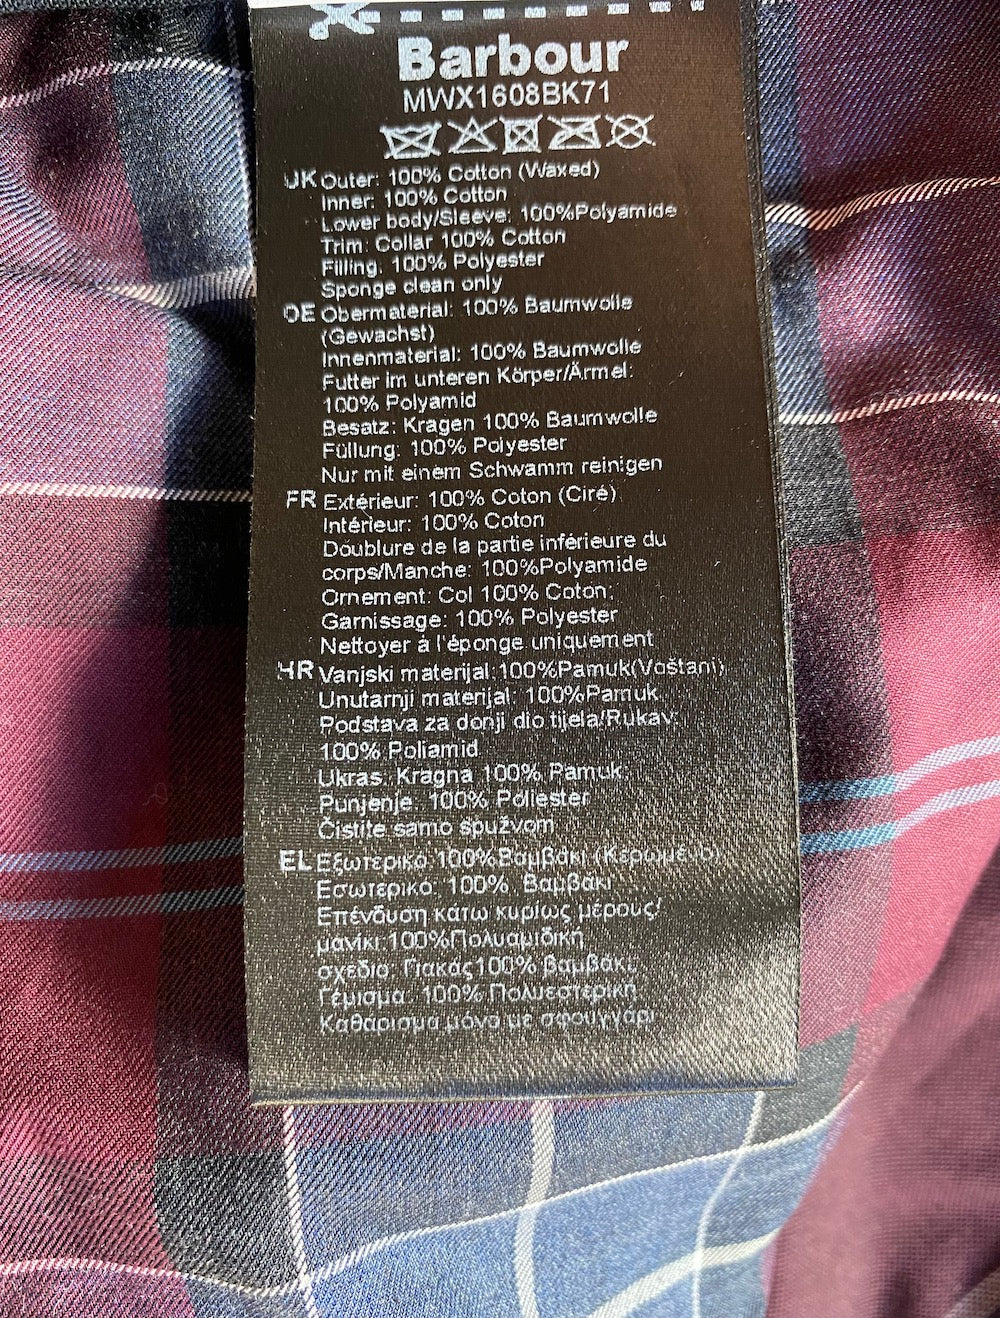 Barbour
MWX1608BK71
UK Outer: 100% Cotton (Waxed)
Inner: 100% Cotton
Lower body/Sleeve: 100%Polyamide
Trim: Collar 100% Cotton
Filling: 100% Polyester
Sponge clean only
DE Obermaterial: 100% Baumwolle
(Gewachst)
Innenmaterial: 100% Baumwolle
Futter im unteren Körper/Ärmel:
100% Polyamid
Besatz: Kragen 100% Baumwolle
Füllung: 100% Polyester
Nur mit einem Schwamm reinigen
FR Extérieur: 100% Coton (Ciré)
Intérieur: 100% Coton
Doublure de la partie inférieure du
corps/Manche: 100%Polyamide
Ornement: Col 100% Coton;
Garnissage: 100% Polyester
Nettoyer à l'éponge uniquement
HR Vanjski materijal:100%Pamuk(Voštani)
Unutarnji materijal: 100%Pamuk
Podstava za donji dio tijela/Rukav:
100% Poliamid
Ukras: Kragna 100% Pamuk;
Punjenje: 100% Poliester
Čistite samo spužvom
EL Εξωτερικό 100%Βαμβάκι (Κερωμένο)
Εσωτερικο: 100% Βαμβάκι
Επένδυση κατω κυρίως μέρους/
μανίκι:100%Πολυαμιδική
σχεδιο: Γιακάς100% βαμβακι,
Γέμισμα: 100% Πολυεστερική
Καθάρισμα μόνο με σφουγγάρι